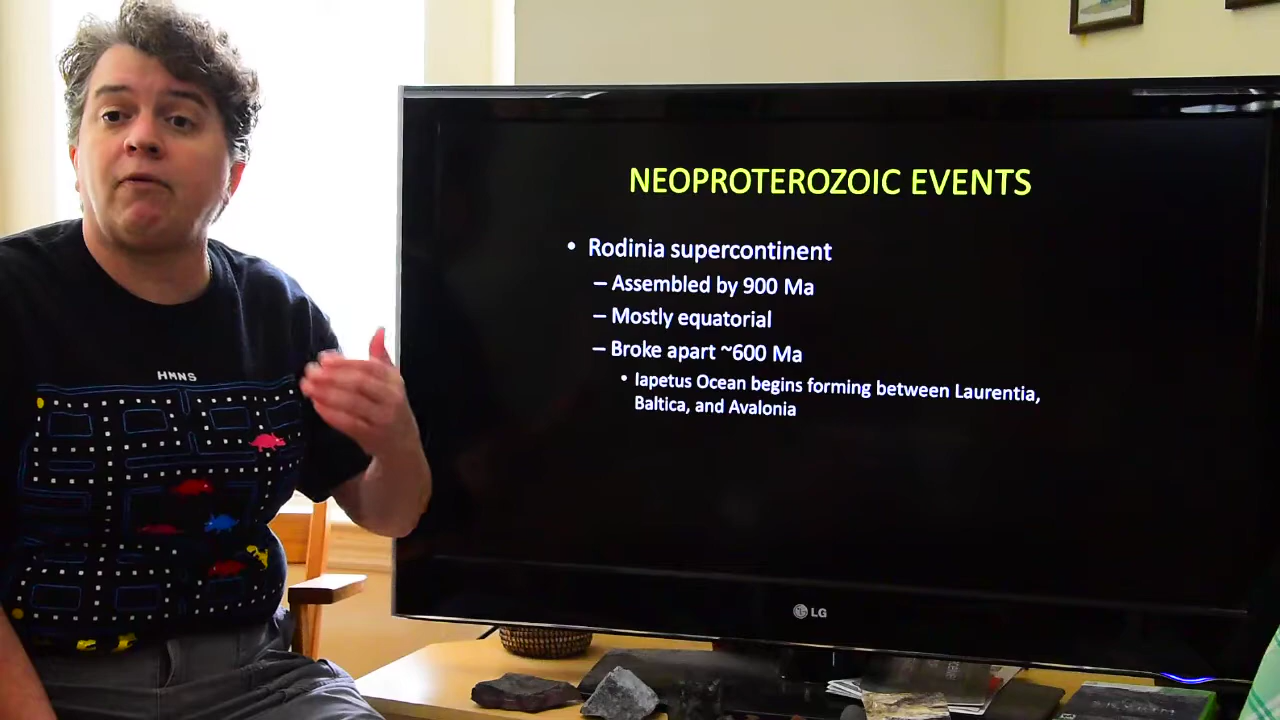 NEOPROTEROZOIC EVENTS
• Rodinia supercontinent
– Assembled by 900 Ma
– Mostly equatorial
– Broke apart ~600 Ma
• Iapetus Ocean begins forming between Laurentia,
Baltica, and Avalonia
HMNS
LG